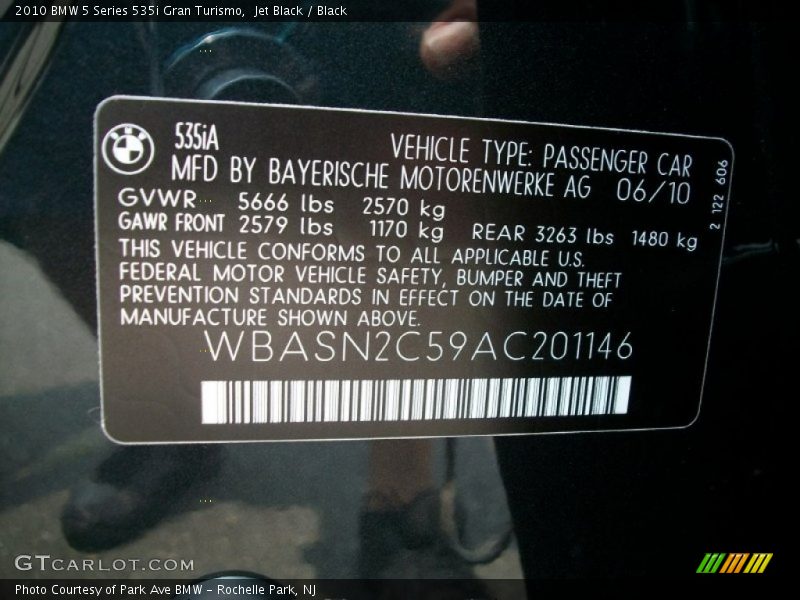 2010 BMW 5 Series 535i Gran Turismo, Jet Black / Black
BMW
535iA
VEHICLE TYPE: PASSENGER CAR
MFD BY BAYERISCHE MOTORENWERKE AG 06/10
GVWR 5666 lbs 2570 kg
GAWR FRONT 2579 lbs 1170 kg REAR 3263 lbs 1480 kg
THIS VEHICLE CONFORMS TO ALL APPLICABLE U.S.
FEDERAL MOTOR VEHICLE SAFETY, BUMPER AND THEFT
PREVENTION STANDARDS IN EFFECT ON THE DATE OF
MANUFACTURE SHOWN ABOVE.
WBASN2C59AC201146
2 122 606
GTCARLOT.COM
Photo Courtesy of Park Ave BMW - Rochelle Park, NJ